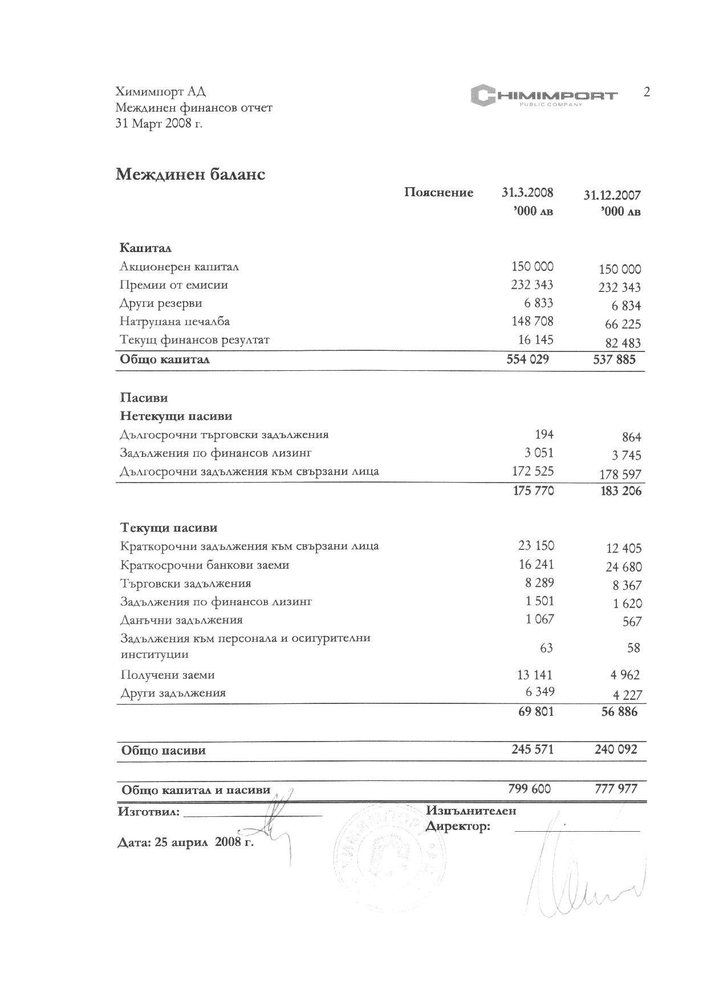 Химимпорт АД
CHIMIMPORT
PUBLIC COMPANY
2
Междинен финансов отчет
31 Март 2008 г.
Междинен баланс
Пояснение 31.3.2008 31.12.2007
’000 лв ’000 лв
Капитал
Акционерен капитал 150 000 150 000
Премии от емисии 232 343 232 343
Други резерви 6 833 6 834
Натрупана печалба 148 708 66 225
Текущ финансов резултат 16 145 82 483
Общо капитал 554 029 537 885
Пасиви
Нетекущи пасиви
Дългосрочни търговски задължения 194 864
Задължения по финансов лизинг 3 051 3 745
Дългосрочни задължения към свързани лица 172 525 178 597
175 770 183 206
Текущи пасиви
Краткорочни задължения към свързани лица 23 150 12 405
Краткосрочни банкови заеми 16 241 24 680
Търговски задължения 8 289 8 367
Задължения по финансов лизинг 1 501 1 620
Данъчни задължения 1 067 567
Задължения към персонала и осигурителни
институции 63 58
Получени заеми 13 141 4 962
Други задължения 6 349 4 227
69 801 56 886
Общо пасиви 245 571 240 092
Общо капитал и пасиви 799 600 777 977
Изготвил: Изпълнителен
Директор:
Дата: 25 април 2008 г.